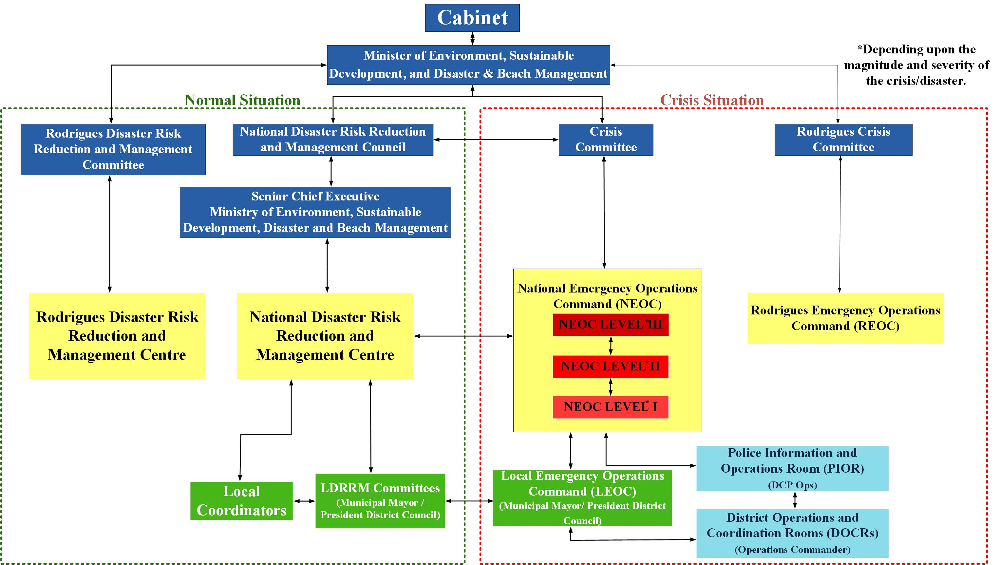 Cabinet
Minister of Environment, Sustainable
Development, and Disaster & Beach Management
*Depending upon the
magnitude and severity of
the crisis/disaster.
Normal Situation
Crisis Situation
Rodrigues Disaster Risk
Reduction and Management
Committee
National Disaster Risk Reduction
and Management Council
Crisis
Committee
Rodrigues Crisis
Committee
Senior Chief Executive
Ministry of Environment, Sustainable
Development, Disaster and Beach Management
Rodrigues Disaster Risk
Reduction and
Management Centre
National Disaster Risk
Reduction and
Management Centre
National Emergency Operations
Command (NEOC)
NEOC LEVEL*III
NEOC LEVEL*II
NEOC LEVEL* I
Rodrigues Emergency Operations
Command (REOC)
Local
Coordinators
LDRRM Committees
(Municipal Mayor /
President District Council)
Local Emergency Operations
Command (LEOC)
(Municipal Mayor/ President District
Council)
Police Information and
Operations Room (PIOR)
(DCP Ops)
District Operations and
Coordination Rooms (DOCRs)
(Operations Commander)